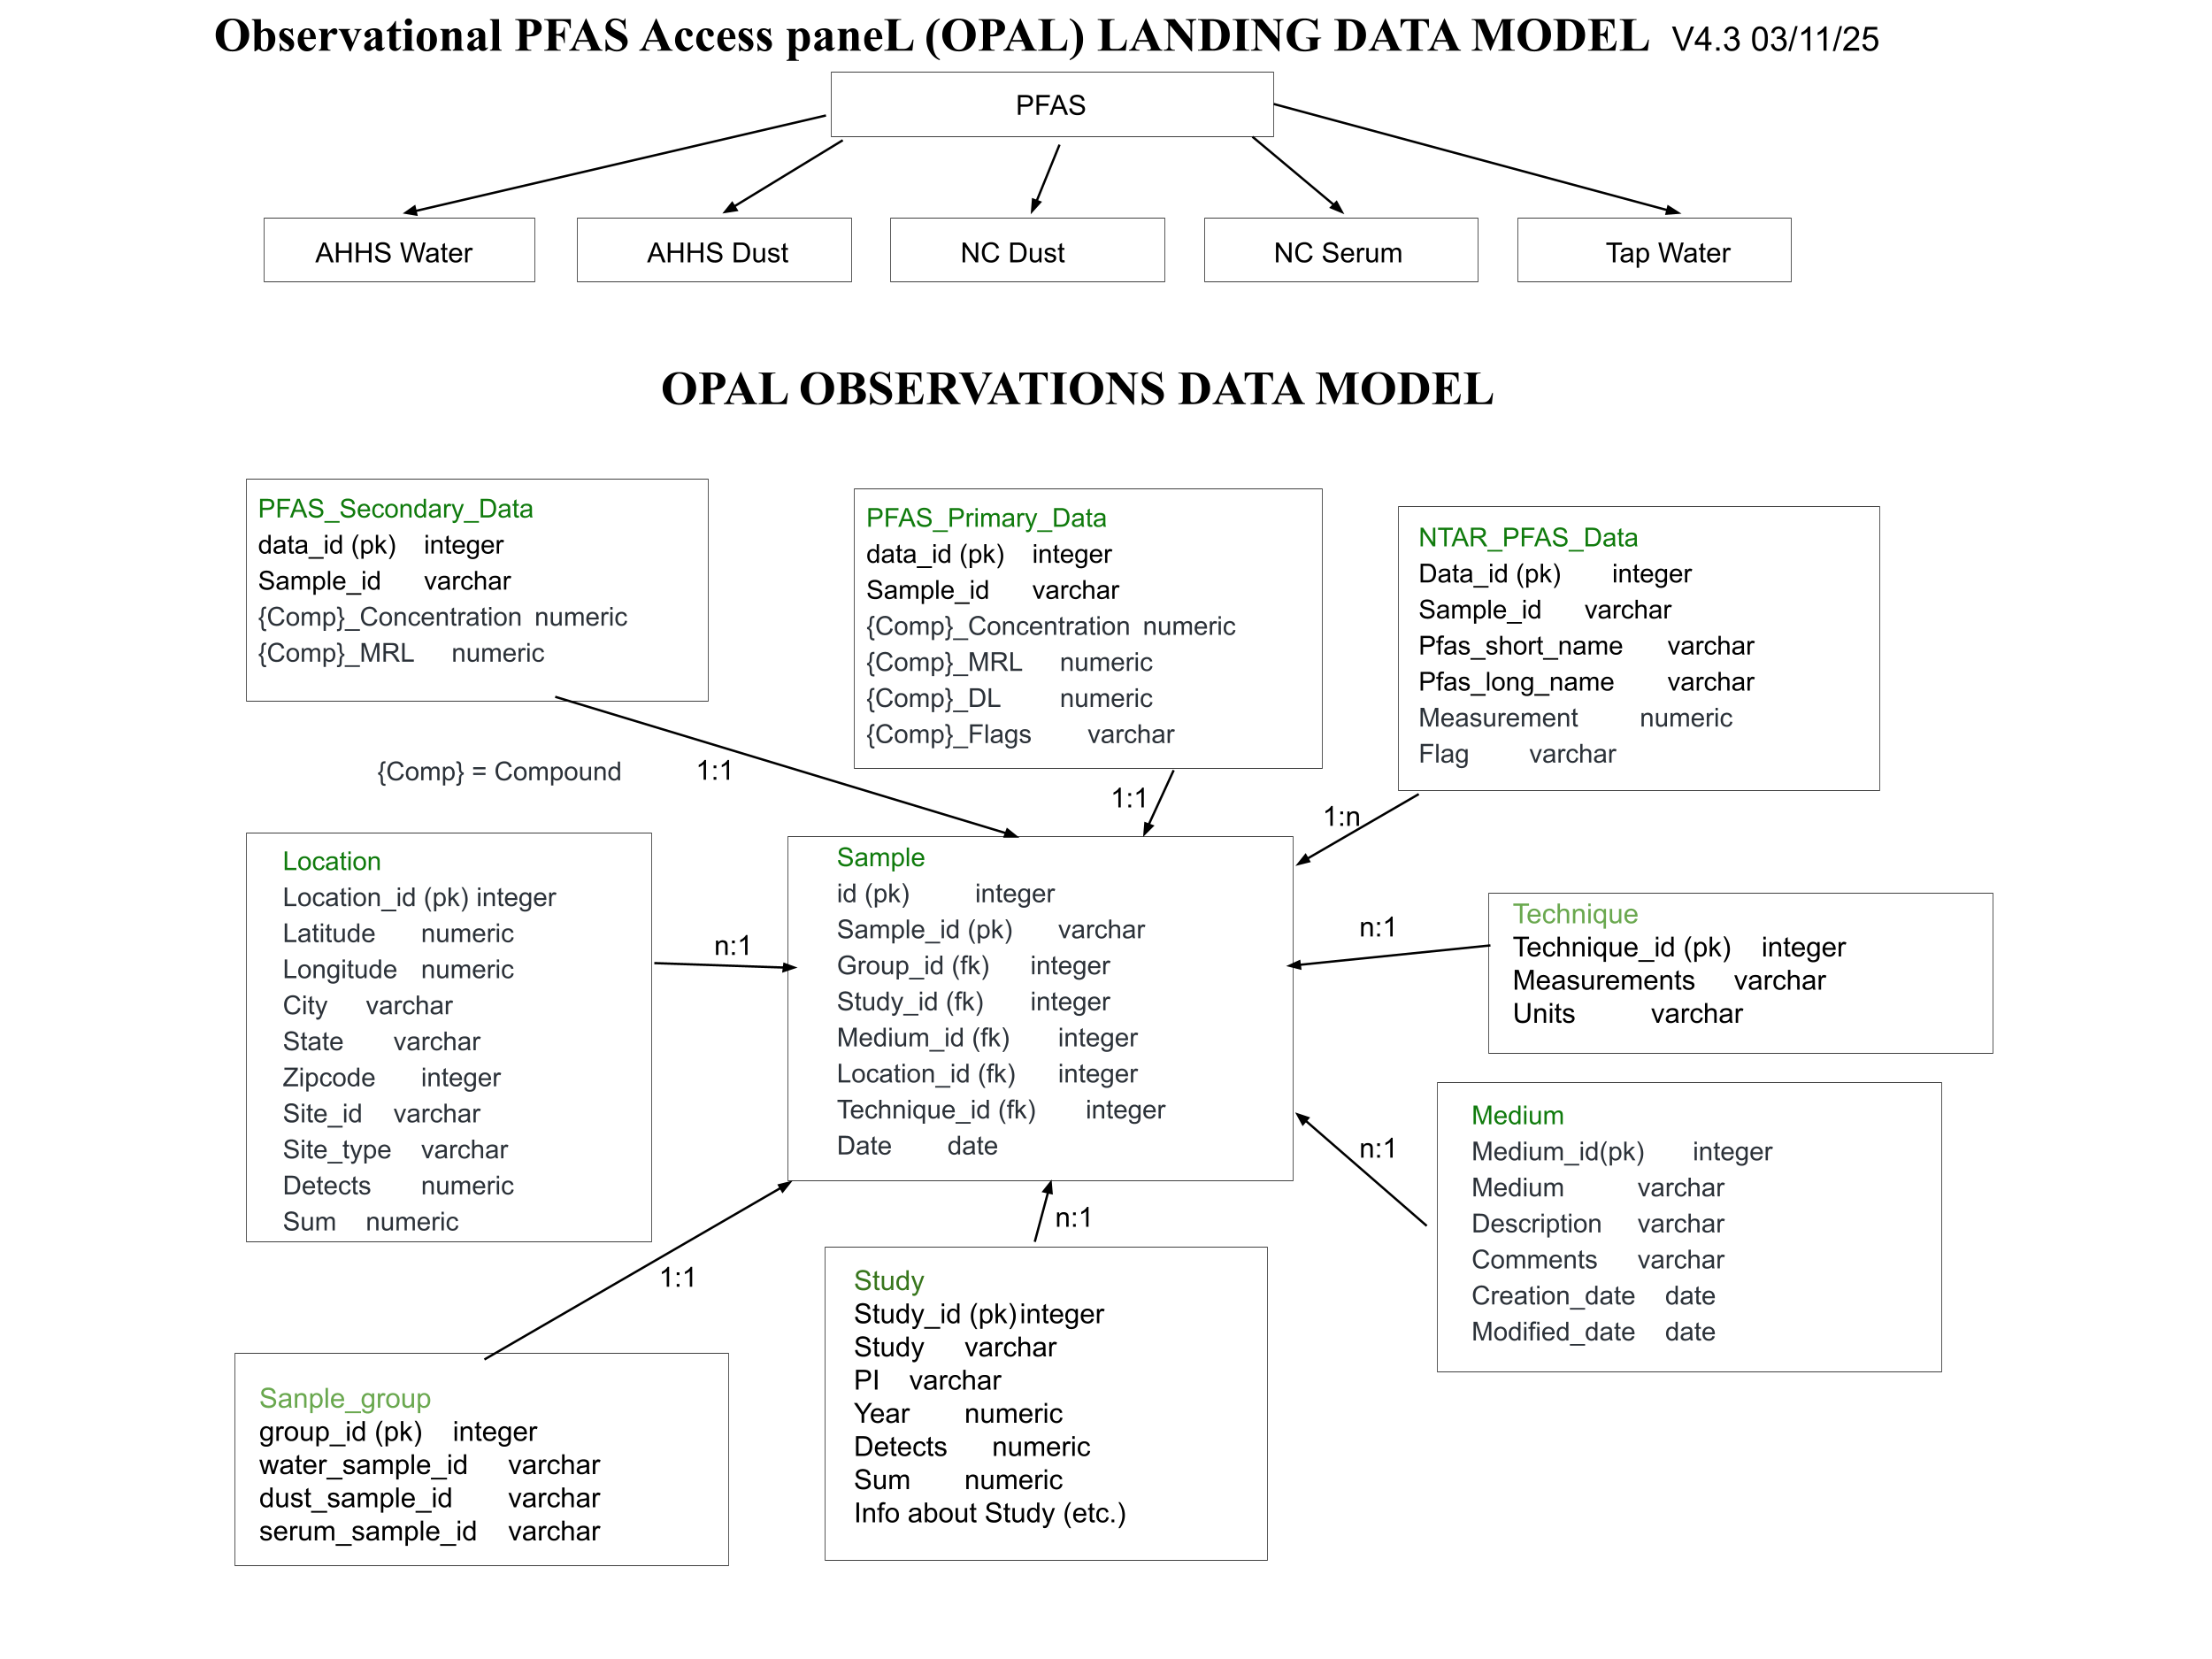 Observational PFAS Access paneL (OPAL) LANDING DATA MODEL V4.3 03/11/25
PFAS
AHHS Water
AHHS Dust
NC Dust
NC Serum
Tap Water
OPAL OBSERVATIONS DATA MODEL
PFAS_Secondary_Data
data_id (pk) integer
Sample_id varchar
{Comp}_Concentration numeric
{Comp}_MRL numeric
PFAS_Primary_Data
data_id (pk) integer
Sample_id varchar
{Comp}_Concentration numeric
{Comp}_MRL numeric
{Comp}_DL numeric
{Comp}_Flags varchar
NTAR_PFAS_Data
Data_id (pk) integer
Sample_id varchar
Pfas_short_name varchar
Pfas_long_name varchar
Measurement numeric
Flag varchar
{Comp} = Compound
1:1
1:1
1:n
Location
Location_id (pk) integer
Latitude numeric
Longitude numeric
City varchar
State varchar
Zipcode integer
Site_id varchar
Site_type varchar
Detects numeric
Sum numeric
n:1
Sample
id (pk) integer
Sample_id (pk) varchar
Group_id (fk) integer
Study_id (fk) integer
Medium_id (fk) integer
Location_id (fk) integer
Technique_id (fk) integer
Date date
n:1
Technique
Technique_id (pk) integer
Measurements varchar
Units varchar
n:1
Medium
Medium_id(pk) integer
Medium varchar
Description varchar
Comments varchar
Creation_date date
Modified_date date
1:1
n:1
Sanple_group
group_id (pk) integer
water_sample_id varchar
dust_sample_id varchar
serum_sample_id varchar
Study
Study_id (pk) integer
Study varchar
PI varchar
Year numeric
Detects numeric
Sum numeric
Info about Study (etc.)